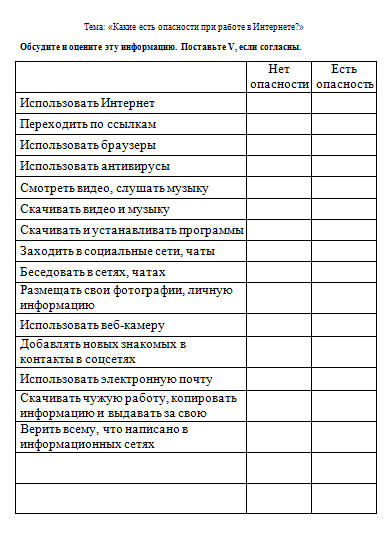 Тема: «Какие есть опасности при работе в Интернете?»
Обсудите и оцените эту информацию. Поставьте V, если согласны.
Нет опасности
Есть опасность
Использовать Интернет
Переходить по ссылкам
Использовать браузеры
Использовать антивирусы
Смотреть видео, слушать музыку
Скачивать видео и музыку
Скачивать и устанавливать программы
Заходить в социальные сети, чаты
Беседовать в сетях, чатах
Размещать свои фотографии, личную
информацию
Использовать веб-камеру
Добавлять новых знакомых в
контакты в соцсетях
Использовать электронную почту
Скачивать чужую работу, копировать
информацию и выдавать за свою
Верить всему, что написано в
информационных сетях